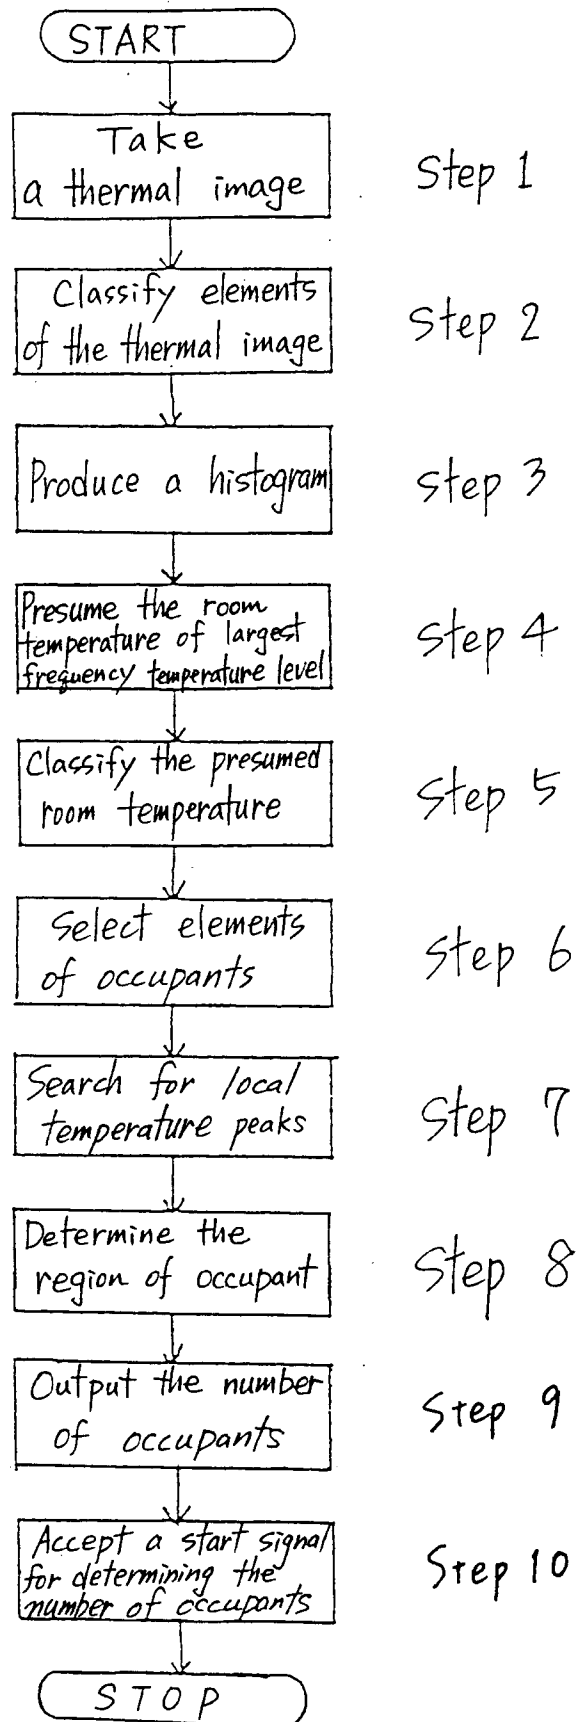 START
Take
a thermal image
Step 1
Classify elements
of the thermal image
Step 2
Produce a histogram
Step 3
Presume the room
temperature of largest
frequency temperature level
Step 4
Classify the presumed
room temperature
Step 5
Select elements
of occupants
Step 6
Search for local
temperature peaks
Step 7
Determine the
region of occupant
Step 8
Output the number
of occupants
Step 9
Accept a start signal
for determining the
number of occupants
Step 10
STOP